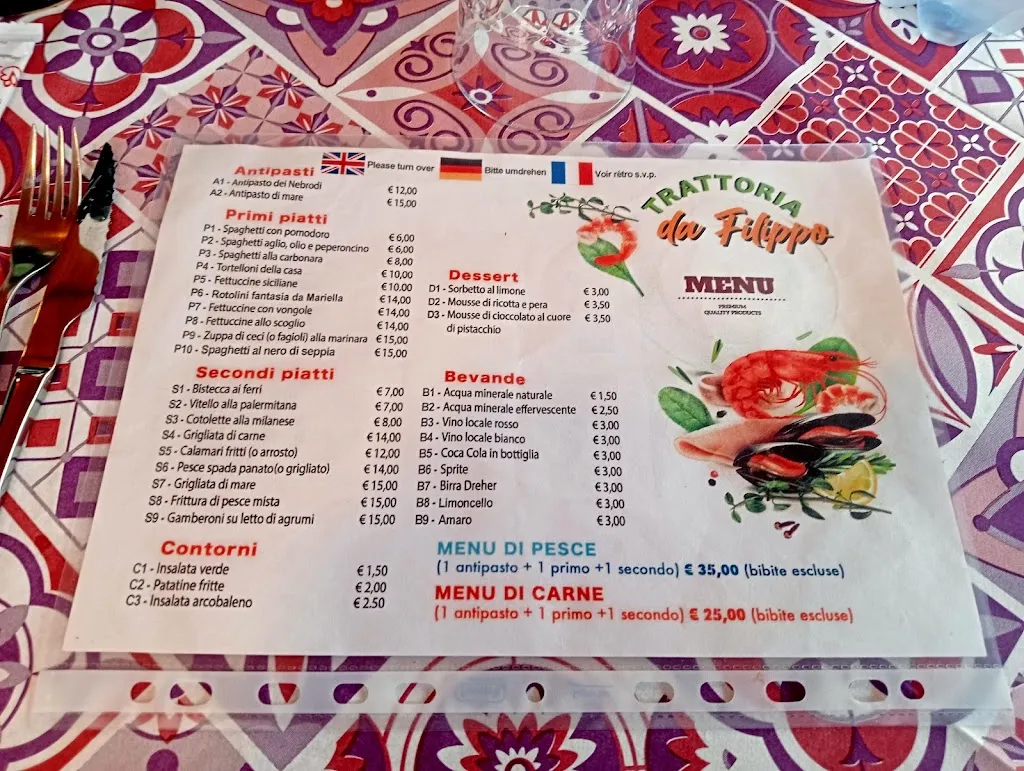 Please turn over
Bitte umdrehen
Voir rètro s.v.p.
TRATTORIA
da Filippo
MENU
PREMIUM
QUALITY PRODUCTS
Antipasti
A1 - Antipasto dei Nebrodi € 12,00
A2 - Antipasto di mare € 15,00
Primi piatti
P1 - Spaghetti con pomodoro € 6,00
P2 - Spaghetti aglio, olio e peperoncino € 6,00
P3 - Spaghetti alla carbonara € 8,00
P4 - Tortelloni della casa € 10,00
P5 - Fettuccine siciliane € 10,00
P6 - Rotolini fantasia da Mariella € 14,00
P7 - Fettuccine con vongole € 14,00
P8 - Fettuccine allo scoglio € 14,00
P9 - Zuppa di ceci (o fagioli) alla marinara € 15,00
P10 - Spaghetti al nero di seppia € 15,00
Secondi piatti
S1 - Bistecca ai ferri € 7,00
S2 - Vitello alla palermitana € 7,00
S3 - Cotolette alla milanese € 8,00
S4 - Grigliata di carne € 14,00
S5 - Calamari fritti (o arrosto) € 12,00
S6 - Pesce spada panato(o grigliato) € 14,00
S7 - Grigliata di mare € 15,00
S8 - Frittura di pesce mista € 15,00
S9 - Gamberoni su letto di agrumi € 15,00
Contorni
C1 - Insalata verde € 1,50
C2 - Patatine fritte € 2,00
C3 - Insalata arcobaleno € 2.50
Dessert
D1 - Sorbetto al limone € 3,00
D2 - Mousse di ricotta e pera € 3,50
D3 - Mousse di cioccolato al cuore € 3,50
di pistacchio
Bevande
B1 - Acqua minerale naturale € 1,50
B2 - Acqua minerale effervescente € 2,50
B3 - Vino locale rosso € 3,00
B4 - Vino locale bianco € 3,00
B5 - Coca Cola in bottiglia € 3,00
B6 - Sprite € 3,00
B7 - Birra Dreher € 3,00
B8 - Limoncello € 3,00
B9 - Amaro € 3,00
MENU DI PESCE
(1 antipasto + 1 primo +1 secondo) € 35,00 (bibite escluse)
MENU DI CARNE
(1 antipasto + 1 primo +1 secondo) € 25,00 (bibite escluse)